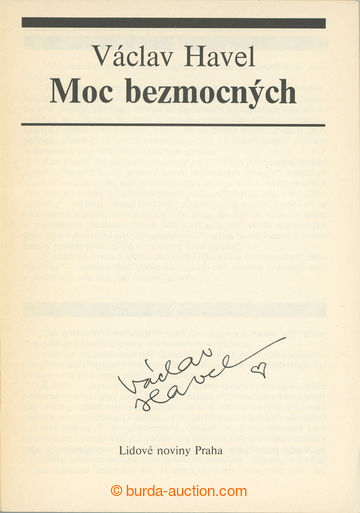 Václav Havel
Moc bezmocných
Václav
Havel
Lidové noviny Praha
© burda-auction.com